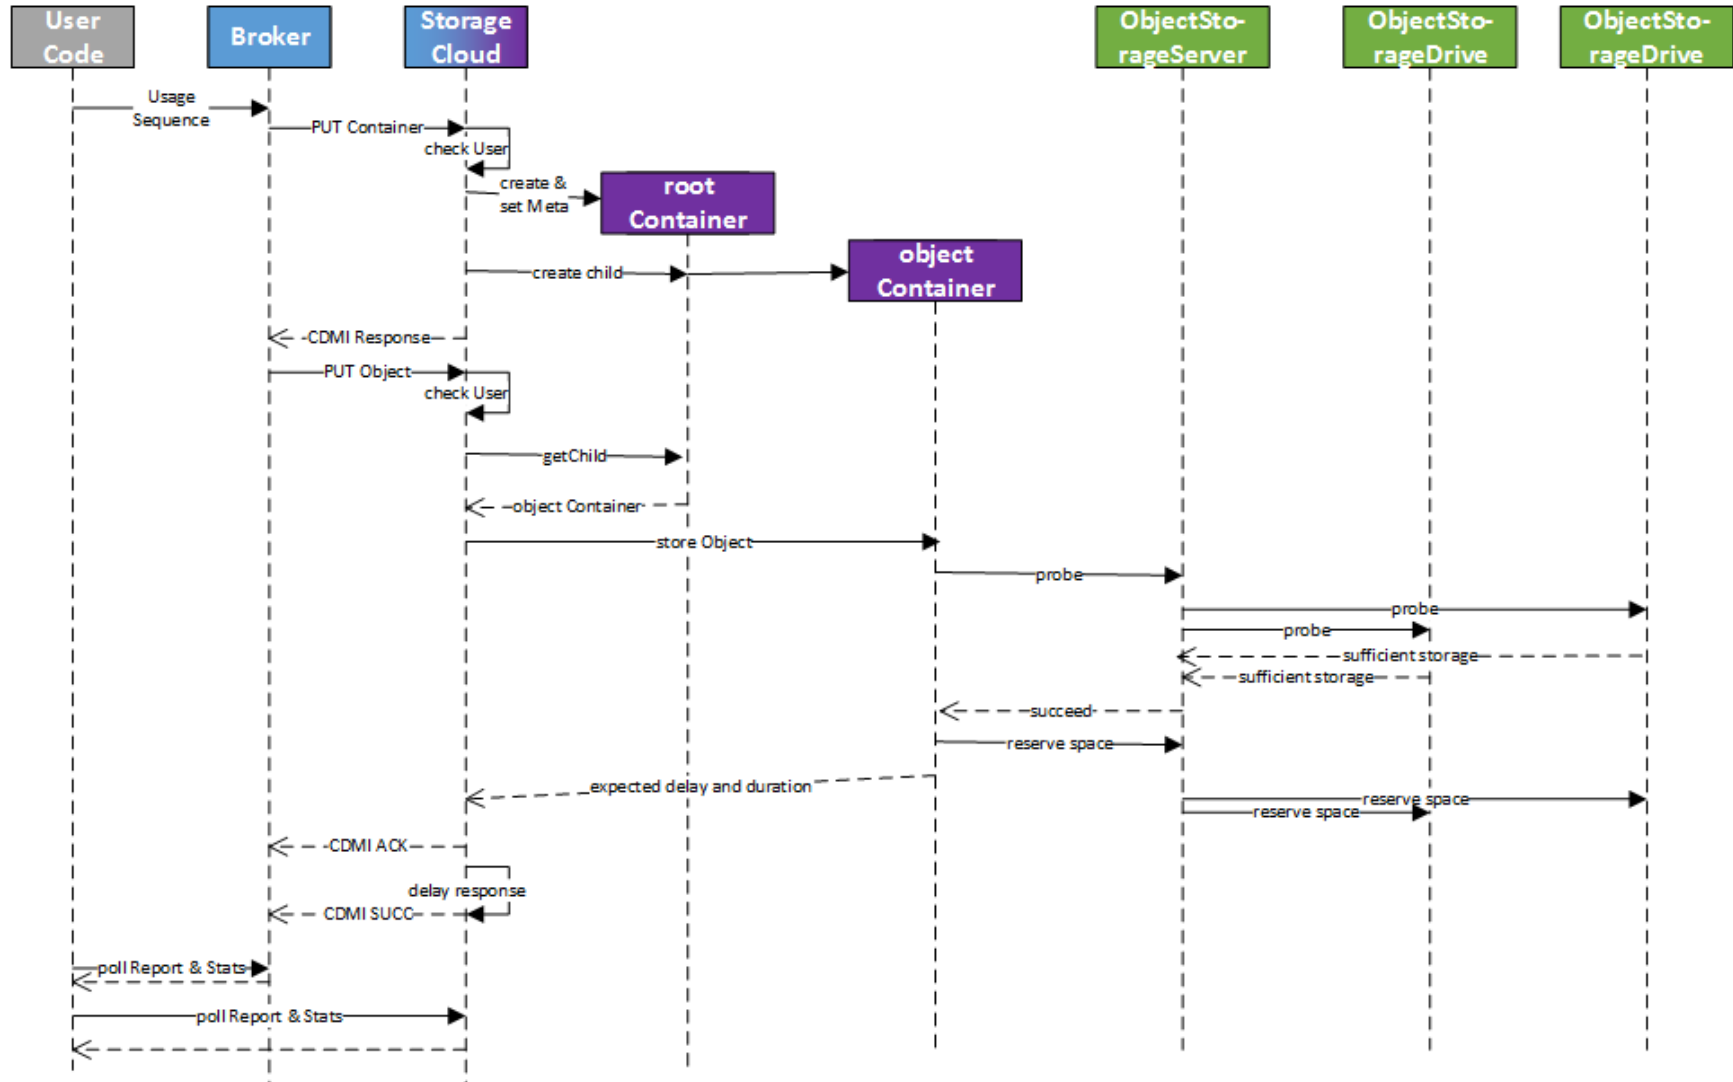 User
Code
Broker
Storage
Cloud
ObjectSto-
rageServer
ObjectSto-
rageDrive
ObjectSto-
rageDrive
Usage
Sequence
PUT Container
check User
create &
set Meta
root
Container
create child
object
Container
CDMI Response
PUT Object
check User
getChild
object Container
store Object
probe
probe
probe
sufficient storage
sufficient storage
succeed
reserve space
expected delay and duration
reserve space
reserve space
CDMI ACK
delay response
CDMI SUCC
poll Report & Stats
poll Report & Stats